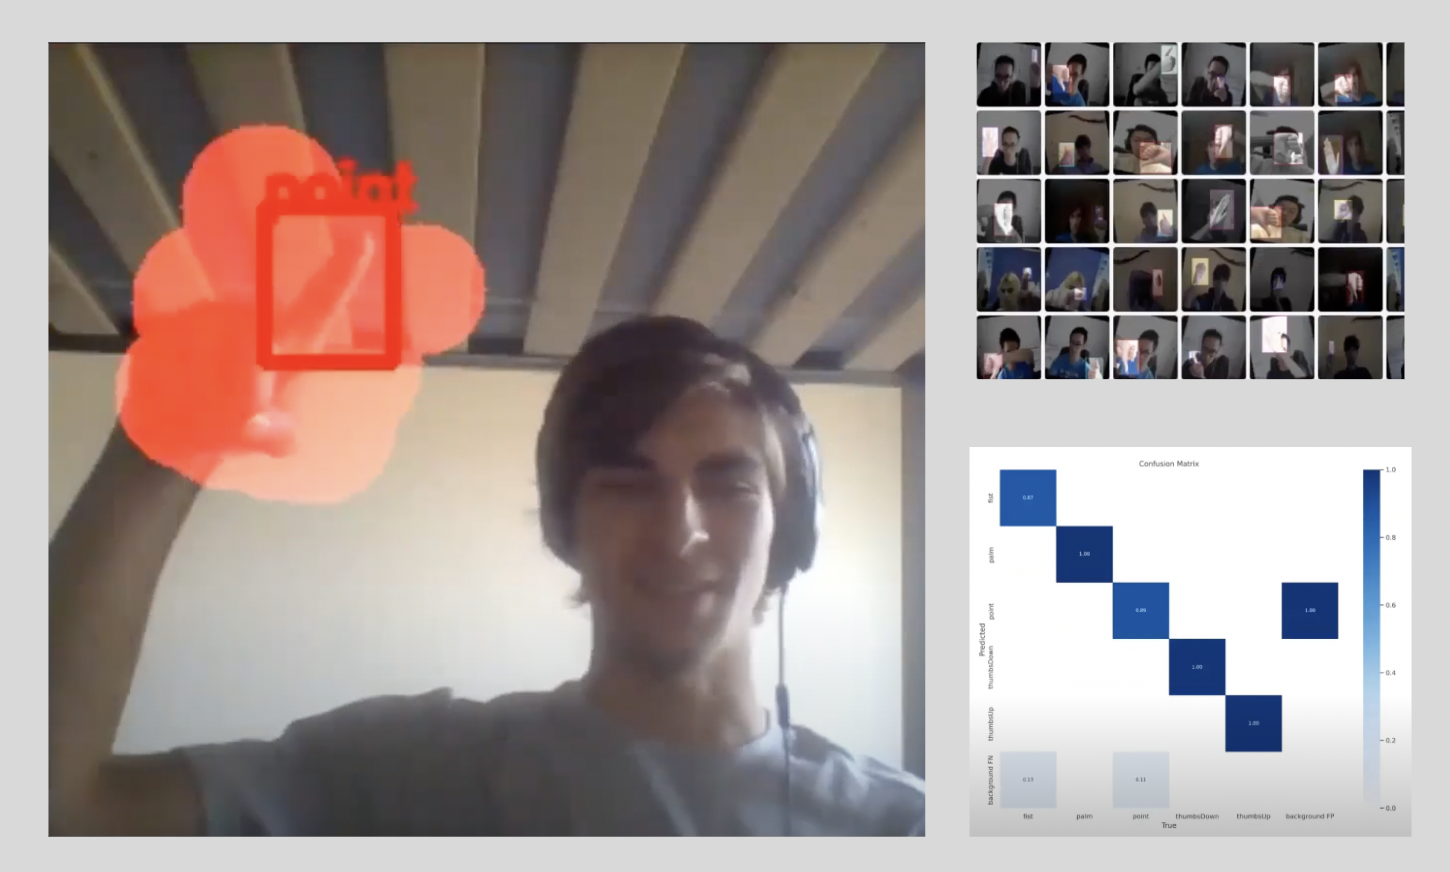 point
Confusion Matrix
fist
palm
point
thumbsDown
thumbsUp
background FN
Predicted
0.87
1.00
0.89
1.00
1.00
1.00
0.13
0.11
fist palm point thumbsDown thumbsUp background FP
True
1.0
0.8
0.6
0.4
0.2
0.0